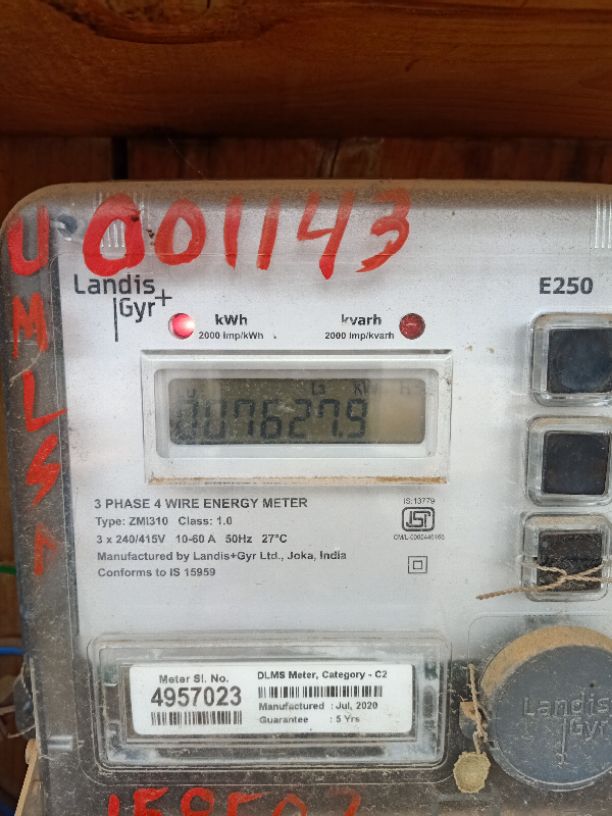 001143
U
M
L
S
Landis
Gyr+
E250
kWh
2000 Imp/kWh
kvarh
2000 Imp/kvarh
007627.9
3 PHASE 4 WIRE ENERGY METER
Type: ZMI310 Class: 1.0
3 x 240/415V 10-60 A 50Hz 27°C
Manufactured by Landis+Gyr Ltd., Joka, India
Conforms to IS 15959
IS:13779
Meter Sl. No.
4957023
DLMS Meter, Category - C2
Manufactured : Jul, 2020
Guarantee : 5 Yrs
Landis
Gyr